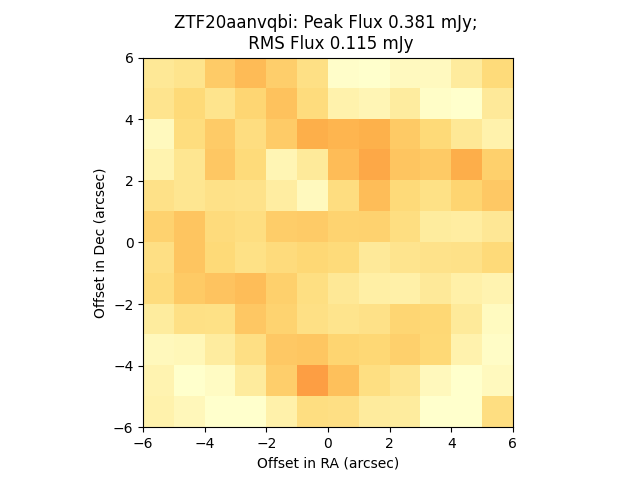 ZTF20aanvqbi: Peak Flux 0.381 mJy;
RMS Flux 0.115 mJy
6
4
2
0
−2
−4
−6
Offset in Dec (arcsec)
−6 −4 −2 0 2 4 6
Offset in RA (arcsec)